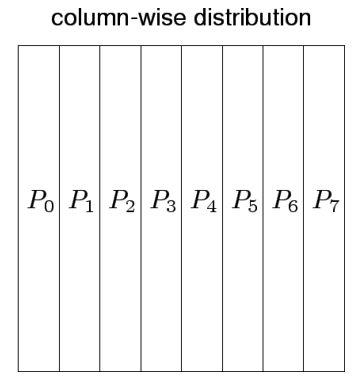 column-wise distribution
P₀ P₁ P₂ P₃ P₄ P₅ P₆ P₇